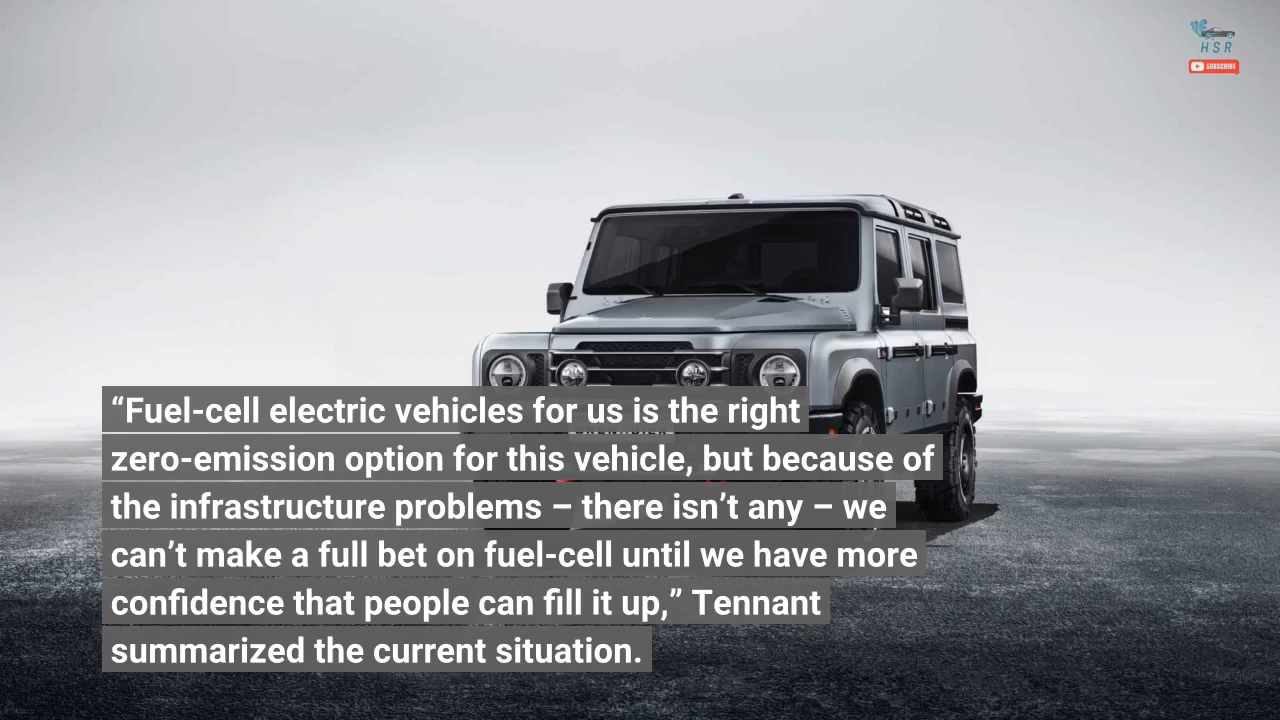 HSR
SUBSCRIBE
“Fuel-cell electric vehicles for us is the right
zero-emission option for this vehicle, but because of
the infrastructure problems – there isn’t any – we
can’t make a full bet on fuel-cell until we have more
confidence that people can fill it up,” Tennant
summarized the current situation.